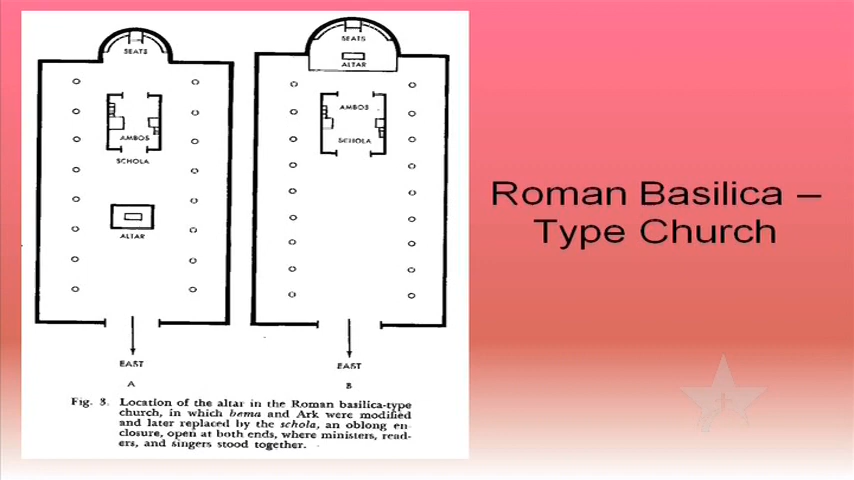 SEATS
AMBOS
SCHOLA
ALTAR
EAST
A
SEATS
ALTAR
AMBOS
SCHOLA
EAST
B
Fig. 8. Location of the altar in the Roman basilica-type
church, in which bema and Ark were modified
and later replaced by the schola, an oblong en-
closure, open at both ends, where ministers, read-
ers, and singers stood together.
Roman Basilica –
Type Church